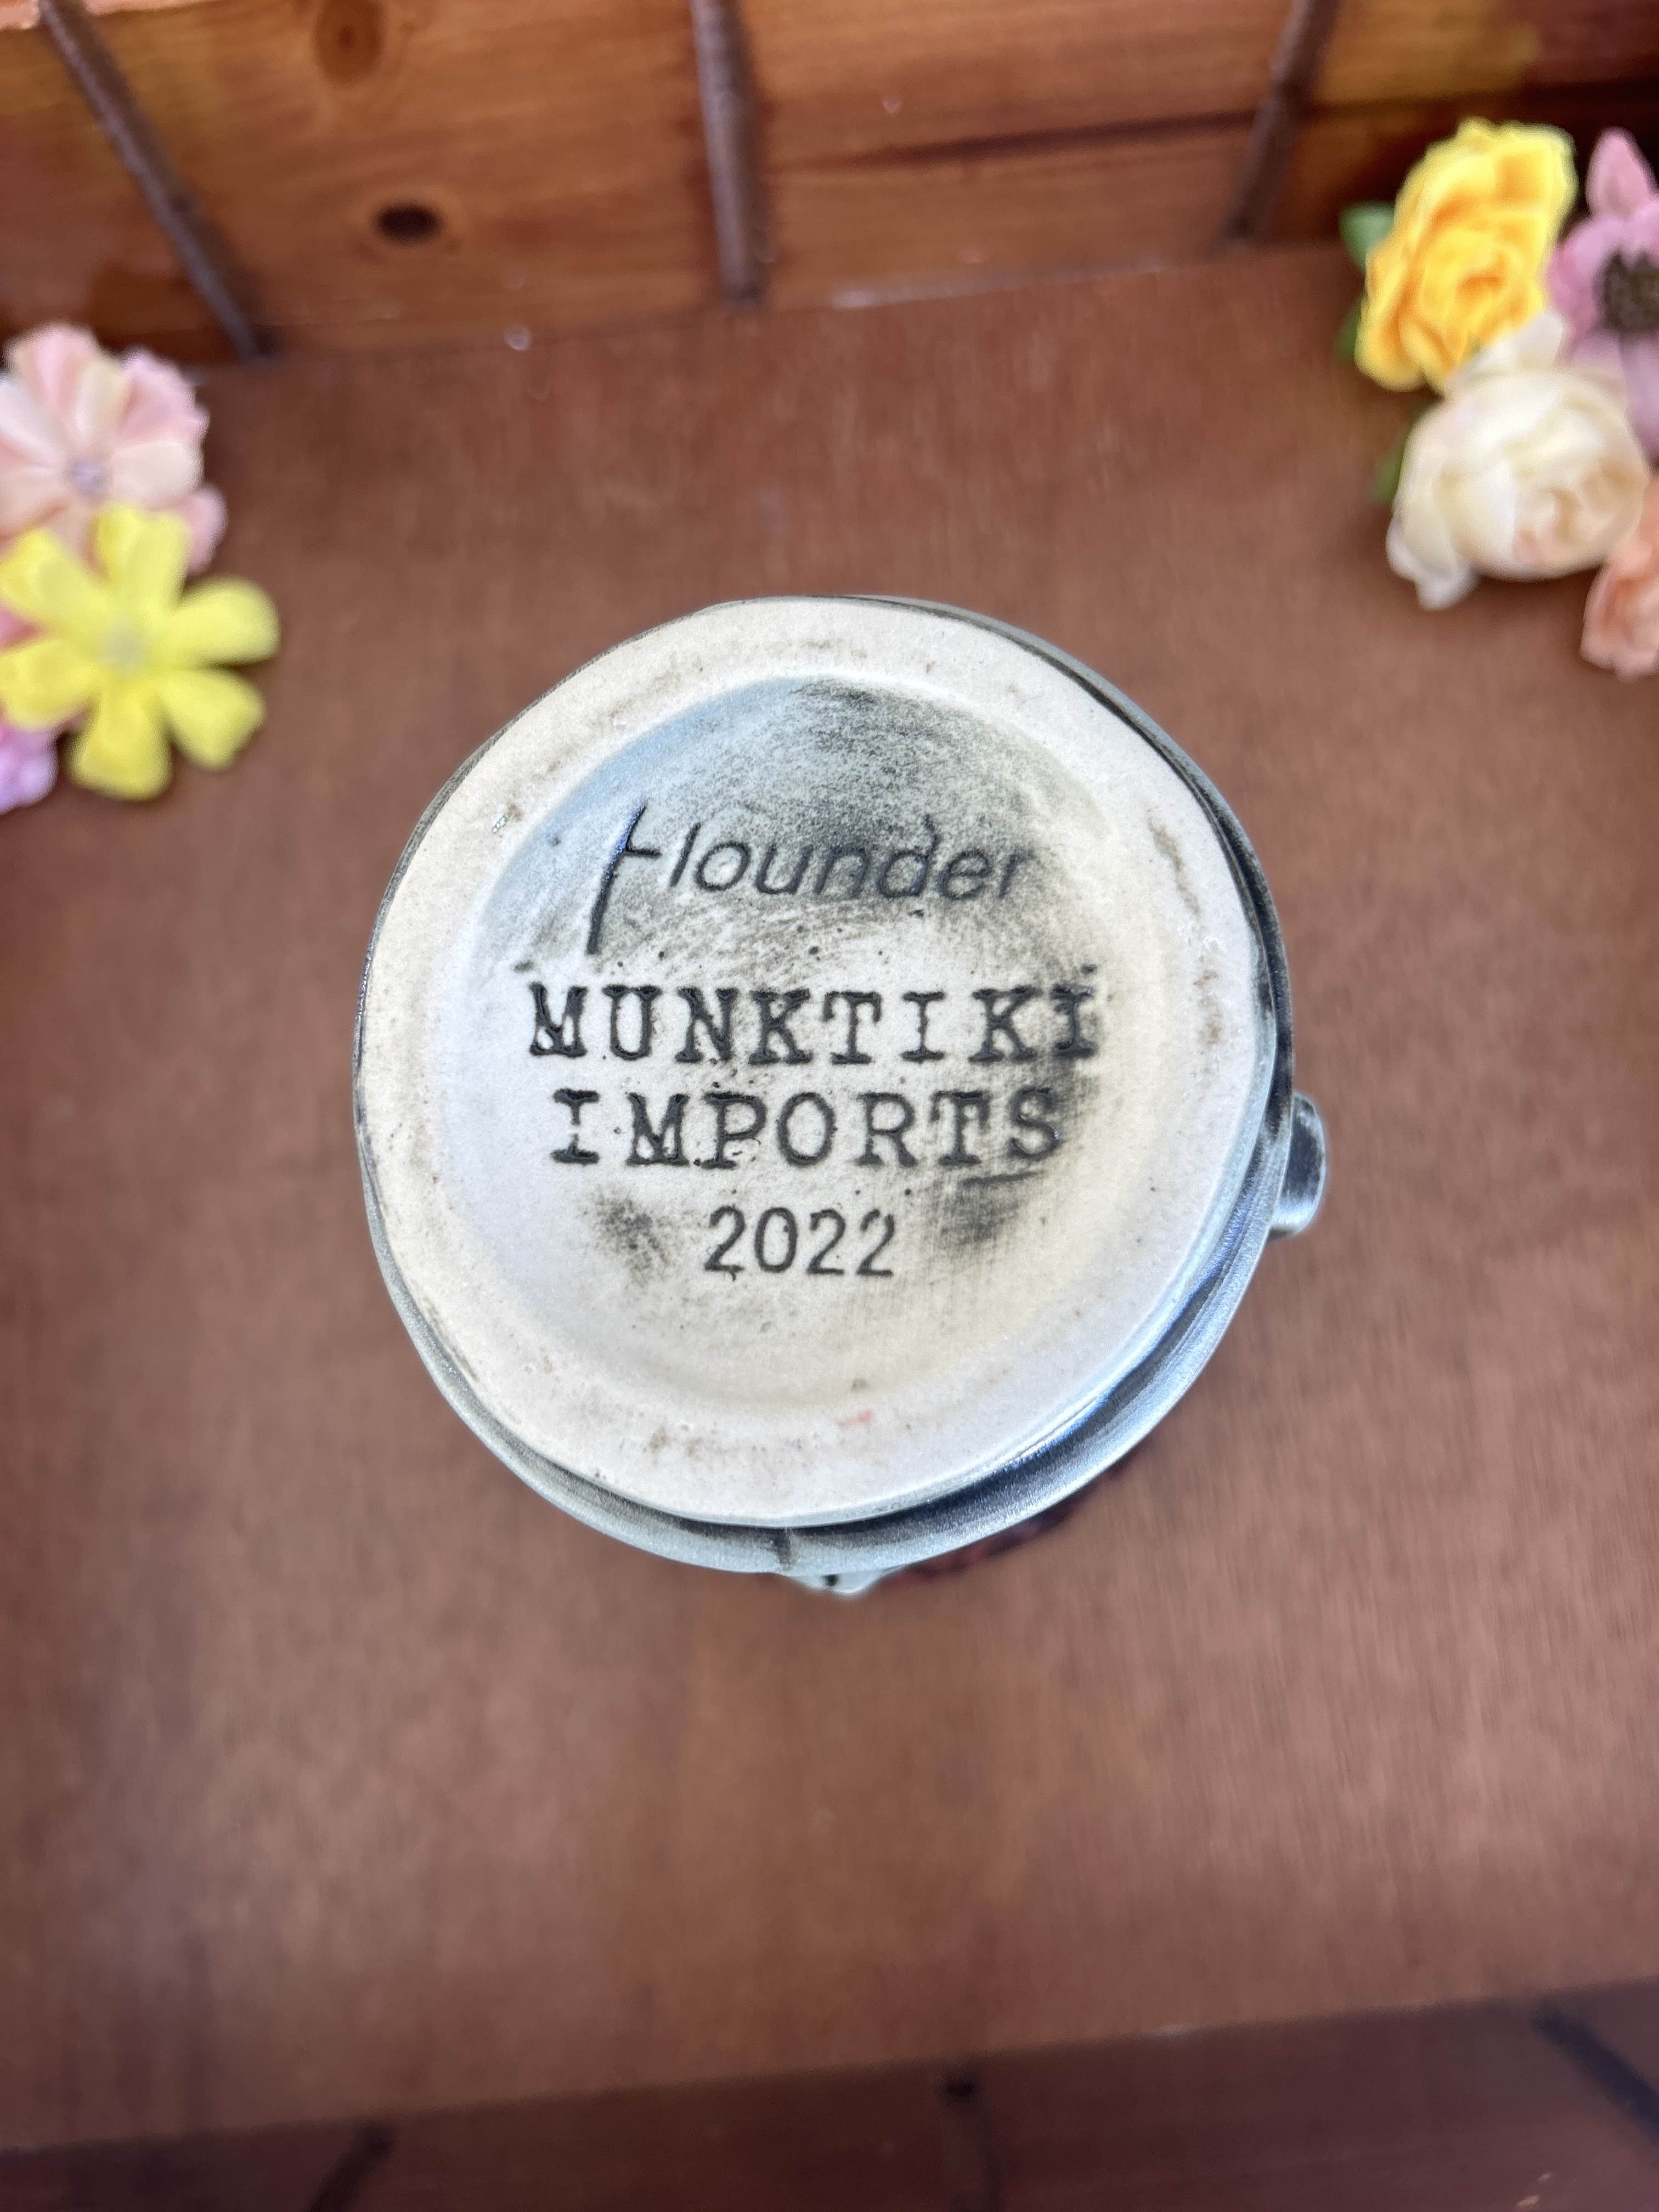 Flounder
MUNKTIKI
IMPORTS
2022